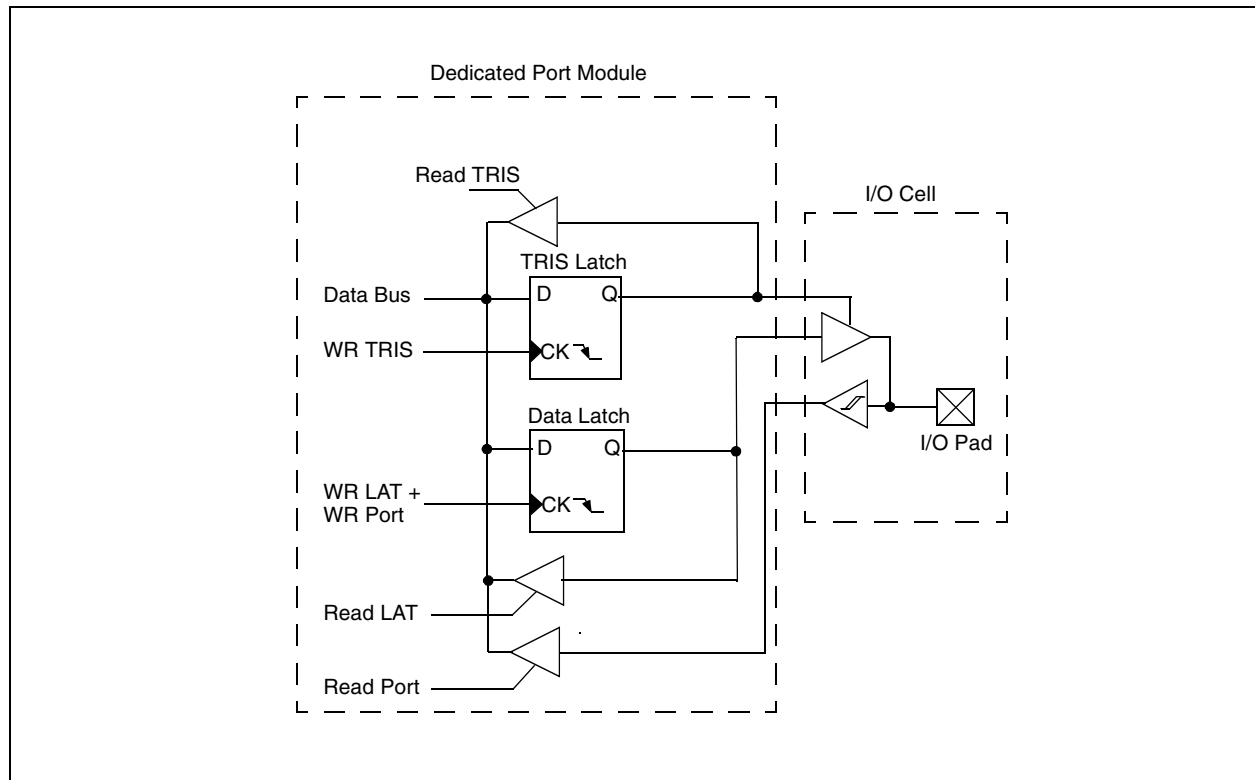 Dedicated Port Module
Read TRIS
I/O Cell
TRIS Latch
Data Bus
D
Q
WR TRIS
CK
Data Latch
D
Q
I/O Pad
WR LAT +
WR Port
CK
Read LAT
Read Port